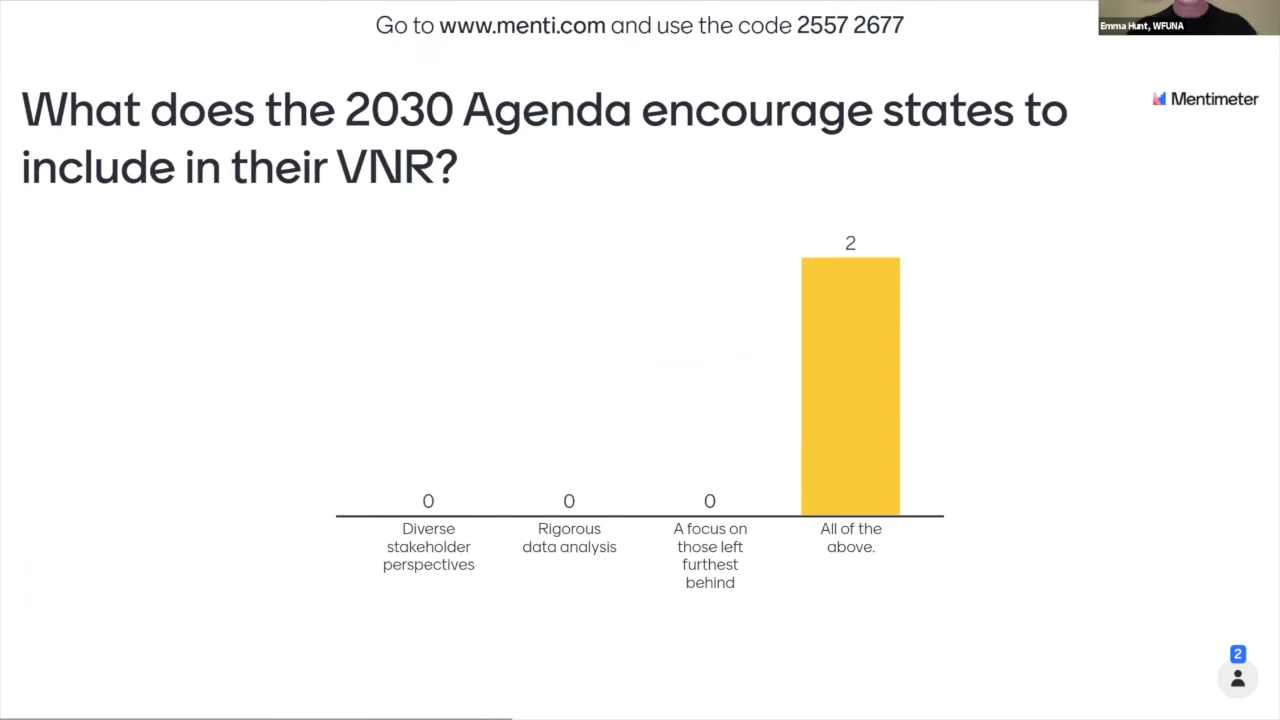 Go to www.menti.com and use the code 2557 2677
Emma Hunt, WFUNA
What does the 2030 Agenda encourage states to
include in their VNR?
Mentimeter
2
0
0
0
Diverse
stakeholder
perspectives
Rigorous
data analysis
A focus on
those left
furthest
behind
All of the
above.
2